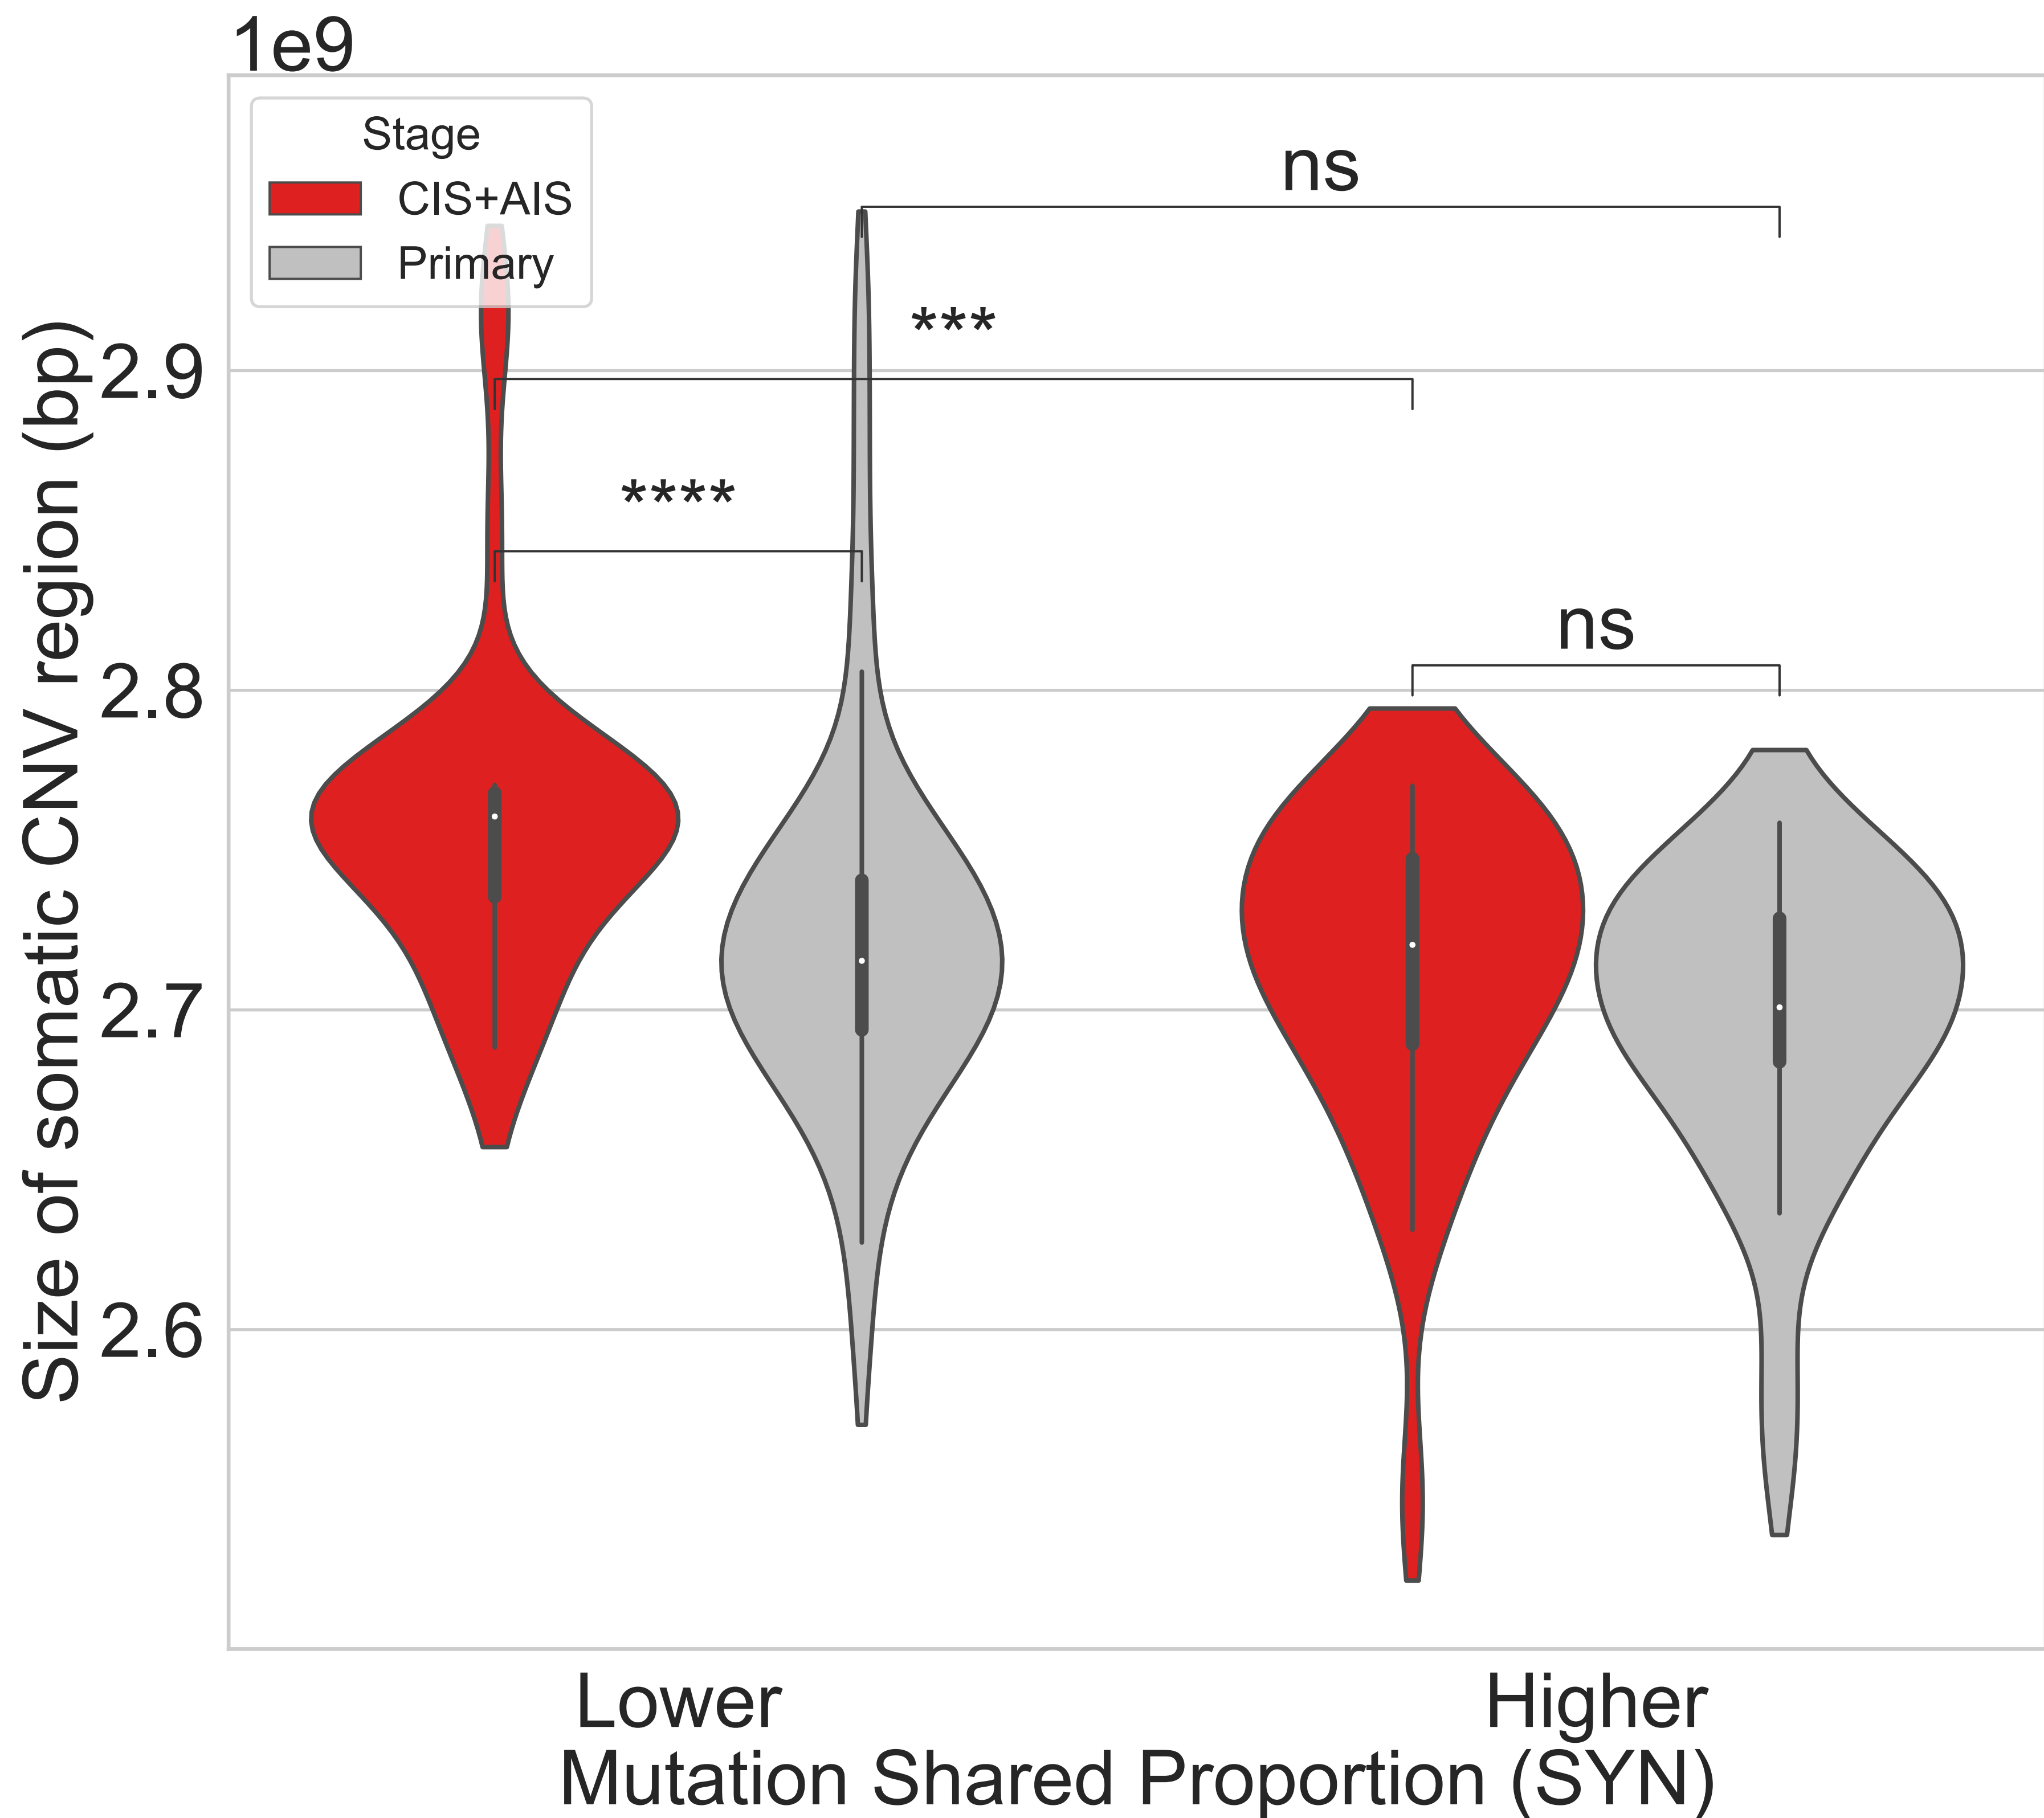 1e9
Stage
CIS+AIS
Primary
ns
***
****
ns
Size of somatic CNV region (bp)
2.9
2.8
2.7
2.6
Lower
Higher
Mutation Shared Proportion (SYN)